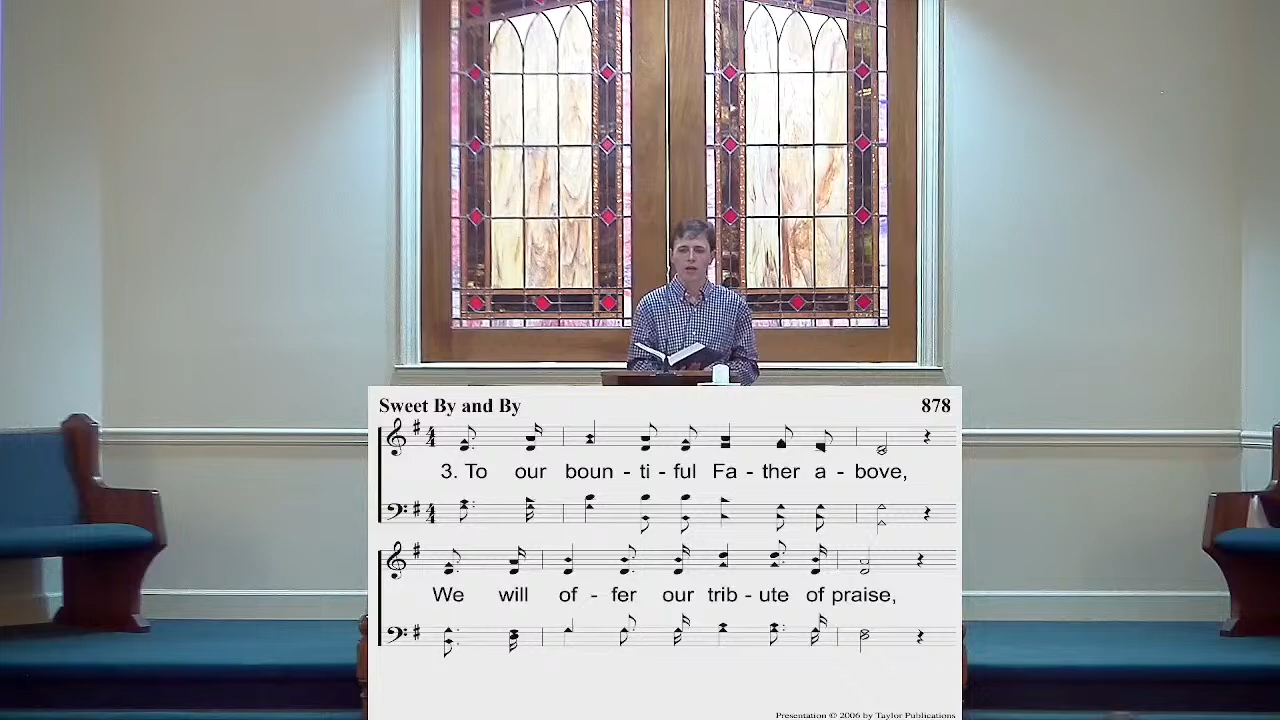 Sweet By and By 878
3. To our boun - ti - ful Fa - ther a - bove,
We will of - fer our trib - ute of praise,
Presentation © 2006 by Taylor Publications